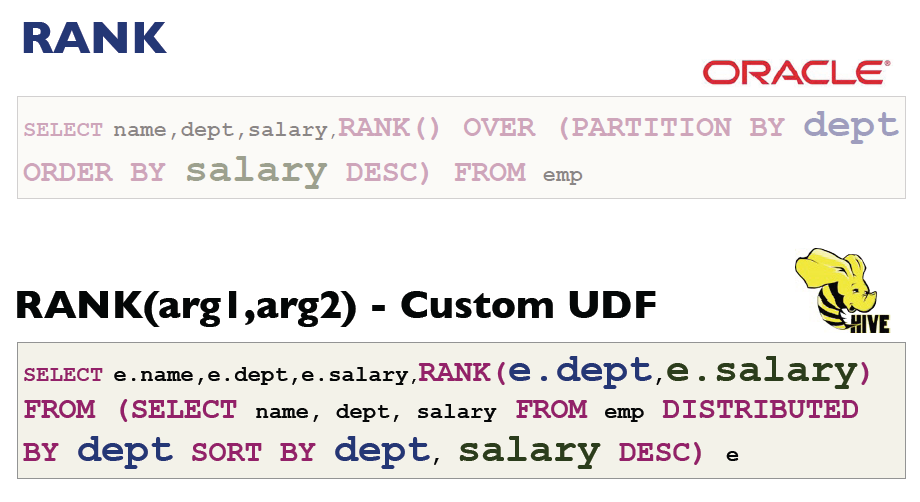 RANK
ORACLE®
SELECT name,dept,salary,RANK() OVER (PARTITION BY dept
ORDER BY salary DESC) FROM emp
HIVE
RANK(arg1,arg2) - Custom UDF
SELECT e.name,e.dept,e.salary,RANK(e.dept,e.salary)
FROM (SELECT name, dept, salary FROM emp DISTRIBUTED
BY dept SORT BY dept, salary DESC) e